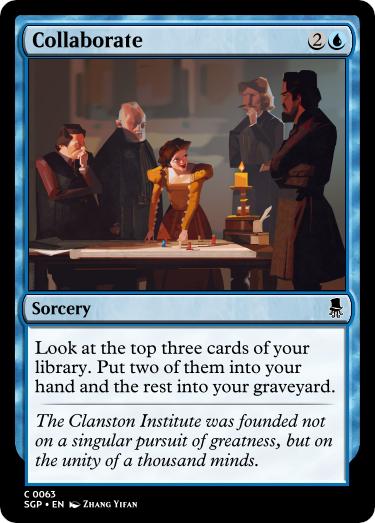 Collaborate 2
Sorcery
Look at the top three cards of your
library. Put two of them into your
hand and the rest into your graveyard.
The Clanston Institute was founded not
on a singular pursuit of greatness, but on
the unity of a thousand minds.
C 0063
SGP • EN Zhang Yifan